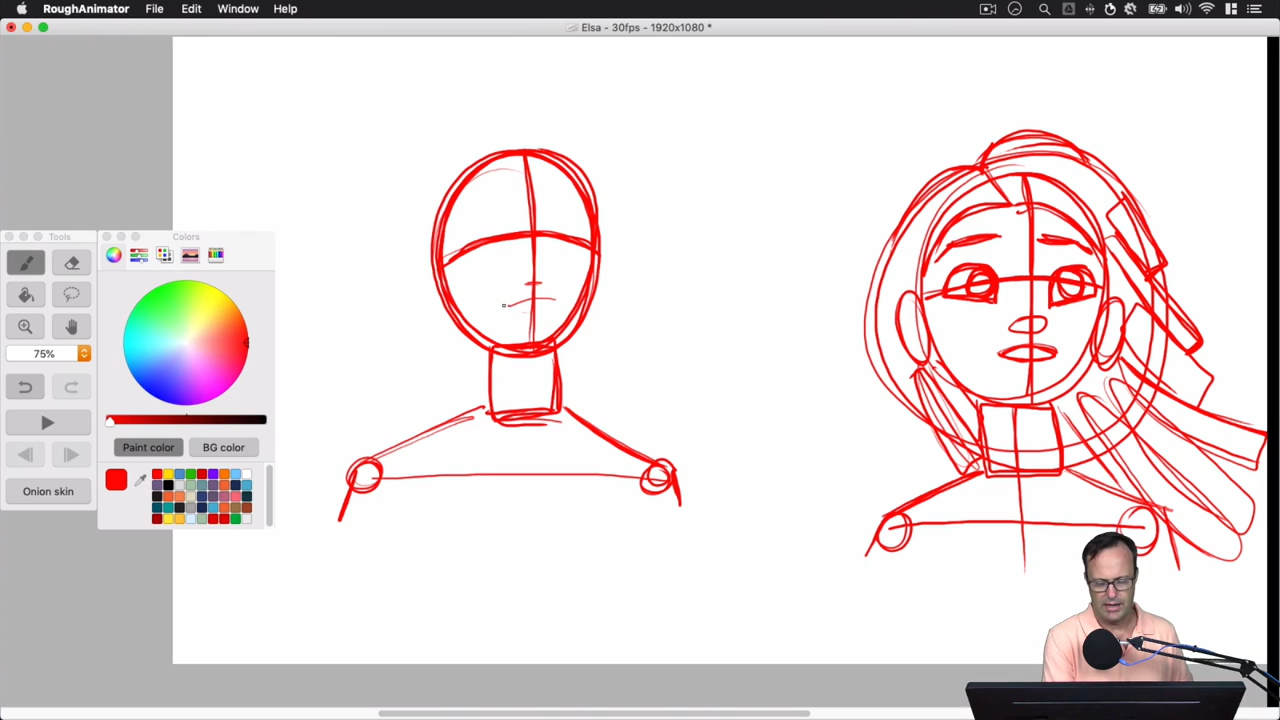 RoughAnimator File Edit Window Help
Elsa - 30fps - 1920x1080 *
Tools
Colors
75%
Paint color
BG color
Onion skin